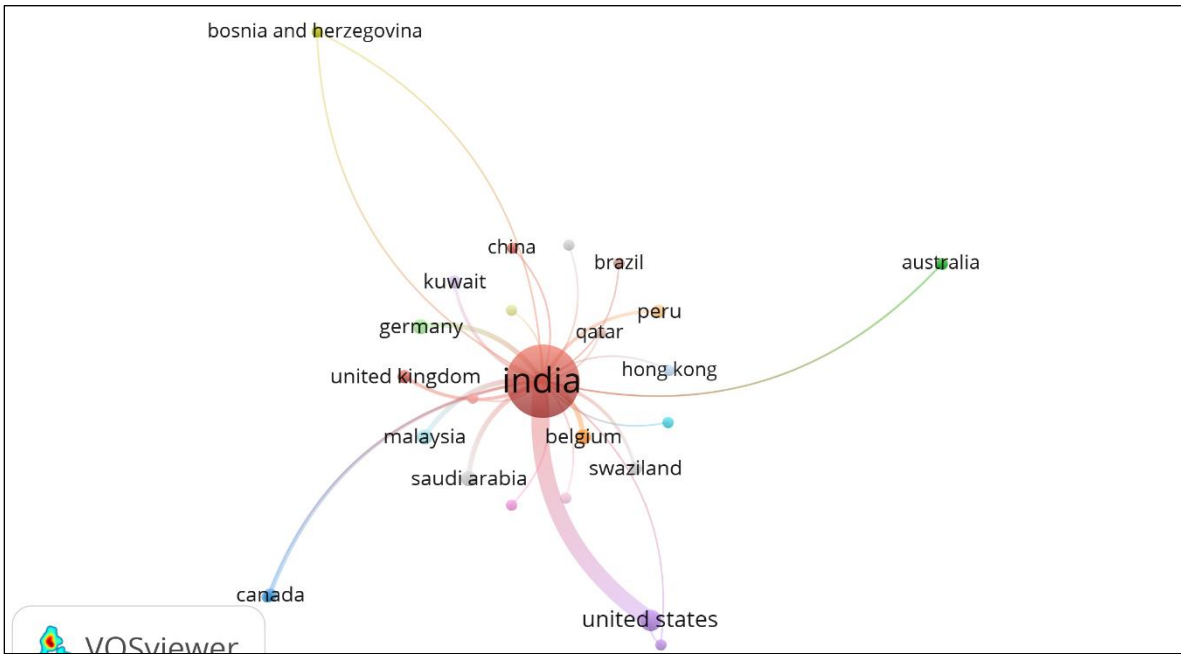 bosnia and herzegovina
china
brazil
australia
kuwait
peru
germany
qatar
united kingdom
india
hong kong
malaysia
belgium
saudi arabia
swaziland
canada
united states
VOSviewer